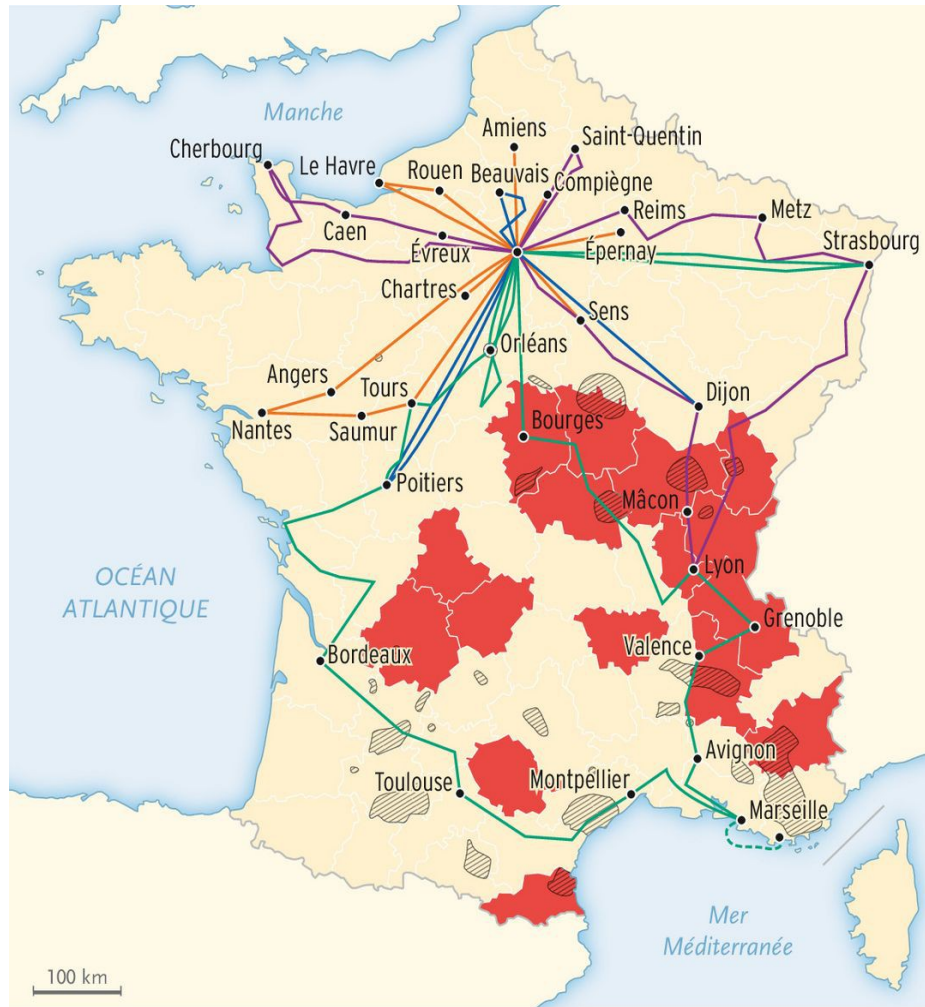 Manche
Amiens
Saint-Quentin
Cherbourg
Le Havre
Rouen
Beauvais
Compiègne
Reims
Metz
Caen
Évreux
Épernay
Strasbourg
Chartres
Sens
Orléans
Angers
Tours
Dijon
Nantes
Saumur
Bourges
Poitiers
Mâcon
OCÉAN
ATLANTIQUE
Lyon
Grenoble
Valence
Bordeaux
Avignon
Toulouse
Montpellier
Marseille
Mer
Méditerranée
100 km